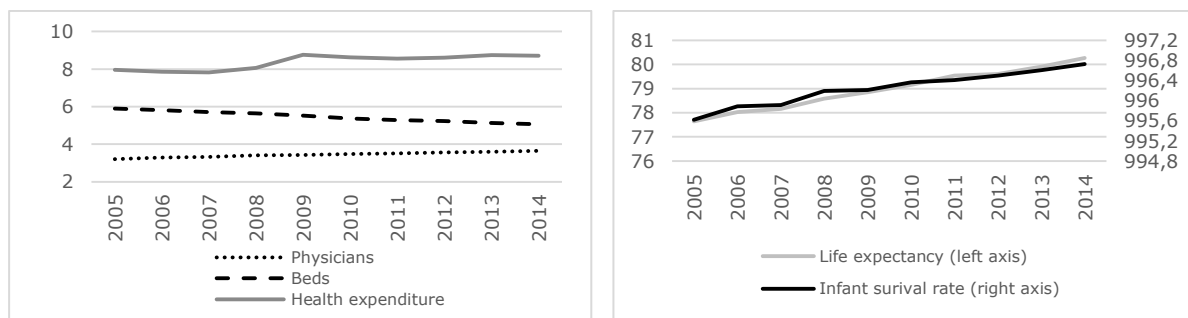 10
8
6
4
2
2005 2006 2007 2008 2009 2010 2011 2012 2013 2014
Physicians
Beds
Health expenditure
81
80
79
78
77
76
997,2
996,8
996,4
996
995,6
995,2
994,8
2005 2006 2007 2008 2009 2010 2011 2012 2013 2014
Life expectancy (left axis)
Infant surival rate (right axis)